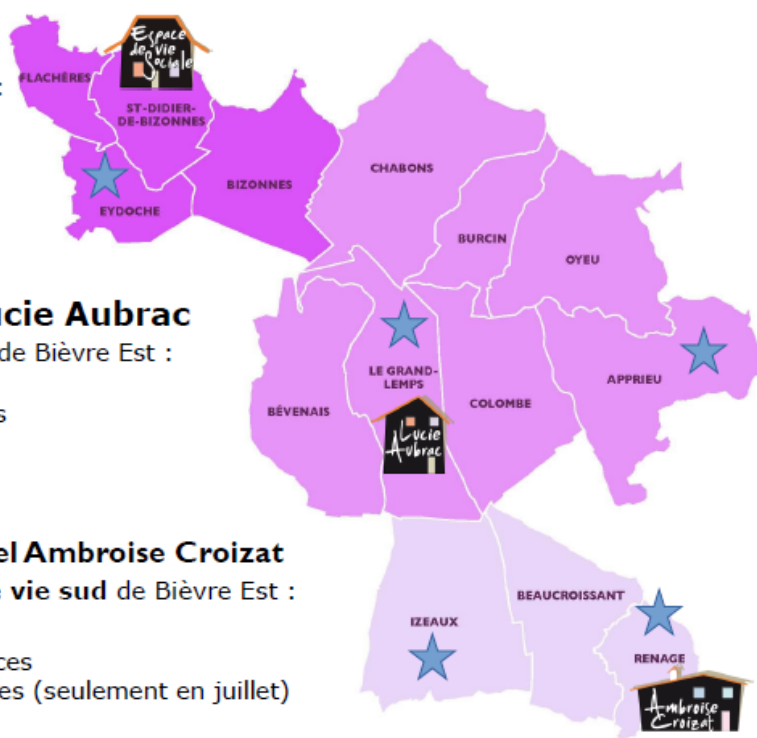 Espace
de vie
Sociale
FLACHÈRES
:
ST-DIDIER-
DE-BIZONNES
BIZONNES
EYDOCHE
CHABONS
BURCIN
OYEU
cie Aubrac
de Bièvre Est :
s
LE GRAND-
LEMPS
BÉVENAIS
COLOMBE
APPRIEU
Lucie
Aubrac
el Ambroise Croizat
vie sud de Bièvre Est :
ces
es (seulement en juillet)
IZEAUX
BEAUCROISSANT
RENAGE
Ambroise
Croizat